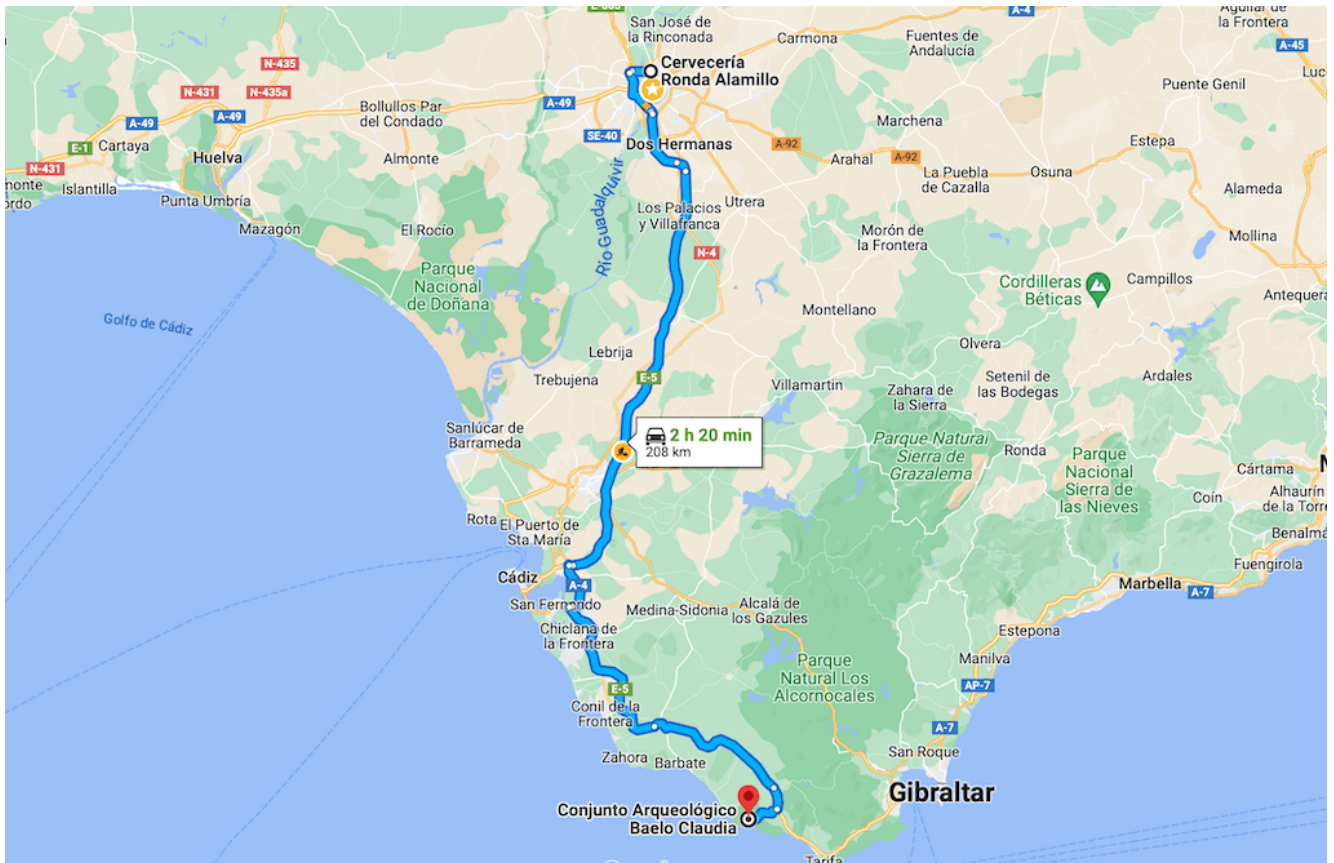 E-803
San José de
la Rinconada
A-4
Aguilar de
la Frontera
Carmona
Fuentes de
Andalucía
A-45
N-435
Cervecería
Ronda Alamillo
N-431
N-435a
Puente Genil
Bollullos Par
del Condado
A-49
A-49
A-49
Marchena
Cartaya
SE-40
Dos Hermanas
A-92
Estepa
E-1
Huelva
Almonte
Arahal
A-92
N-431
La Puebla
de Cazalla
Osuna
Islantilla
Punta Umbría
Río Guadalquivir
Los Palacios
y Villafranca
Utrera
Alameda
Mazagón
El Rocío
Morón de
la Frontera
Mollina
N-4
Parque
Nacional
de Doñana
Cordilleras
Béticas
Campillos
Antequera
Golfo de Cádiz
Montellano
Lebrija
Olvera
Trebujena
E-5
Villamartin
Zahara de
la Sierra
Setenil de
las Bodegas
Ardales
Sanlúcar de
Barrameda
2 h 20 min
208 km
Parque Natural
Sierra de
Grazalema
Ronda
Parque
Nacional
Sierra de
las Nieves
Cártama
Coín
Alhaurín
de la Torre
Rota
El Puerto de
Sta María
Fuengirola
Cádiz
A-4
Marbella
A-7
San Fernando
Medina-Sidonia
Alcalá de
los Gazules
Chiclana de
la Frontera
Estepona
Manilva
Parque
Natural Los
Alcornocales
E-5
AP-7
Conil de la
Frontera
A-7
Zahora
Barbate
San Roque
Gibraltar
Conjunto Arqueológico
Baelo Claudia
Tarifa